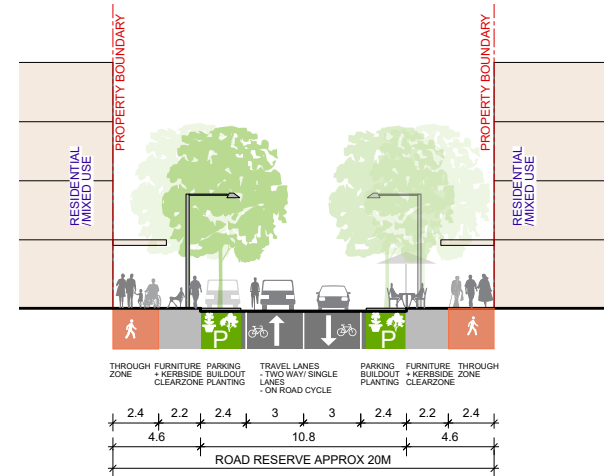 PROPERTY BOUNDARY
PROPERTY BOUNDARY
RESIDENTIAL
/MIXED USE
RESIDENTIAL
/MIXED USE
P
P
THROUGH
ZONE
FURNITURE
+ KERBSIDE
CLEARZONE
PARKING
BUILDOUT
PLANTING
TRAVEL LANES
- TWO WAY/ SINGLE
LANES
- ON ROAD CYCLE
PARKING
BUILDOUT
PLANTING
FURNITURE
+ KERBSIDE
CLEARZONE
THROUGH
ZONE
2.4 2.2 2.4 3 3 2.4 2.2 2.4
4.6 10.8 4.6
ROAD RESERVE APPROX 20M